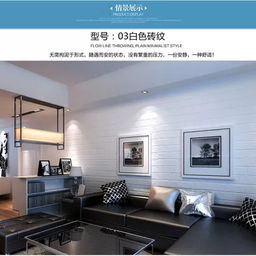 情景展示
PRODUCT DISPLAY
型号：03白色砖纹
FLOW LINE THROWING, PLAIN-MINIMALIST STYLE
无需拘泥于形式，随遇而安的状态，没有繁重的压力，一份安静，一种舒适！